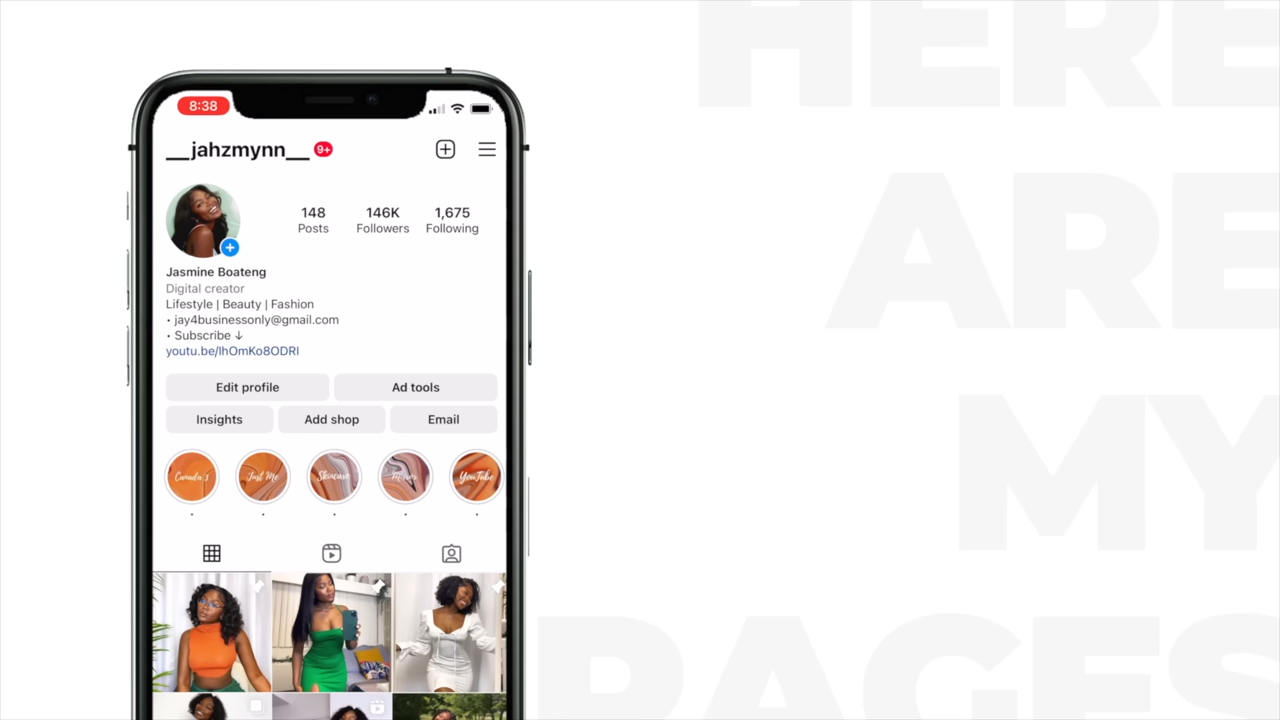 HERE
ARE
MY
PAGES
8:38
__jahzmynn__ 9+
148 146K 1,675
Posts Followers Following
Jasmine Boateng
Digital creator
Lifestyle | Beauty | Fashion
• jay4businessonly@gmail.com
• Subscribe ↓
youtu.be/lhOmKo8ODRI
Edit profile Ad tools
Insights Add shop Email
Canada's Just Me Skincare YouTube